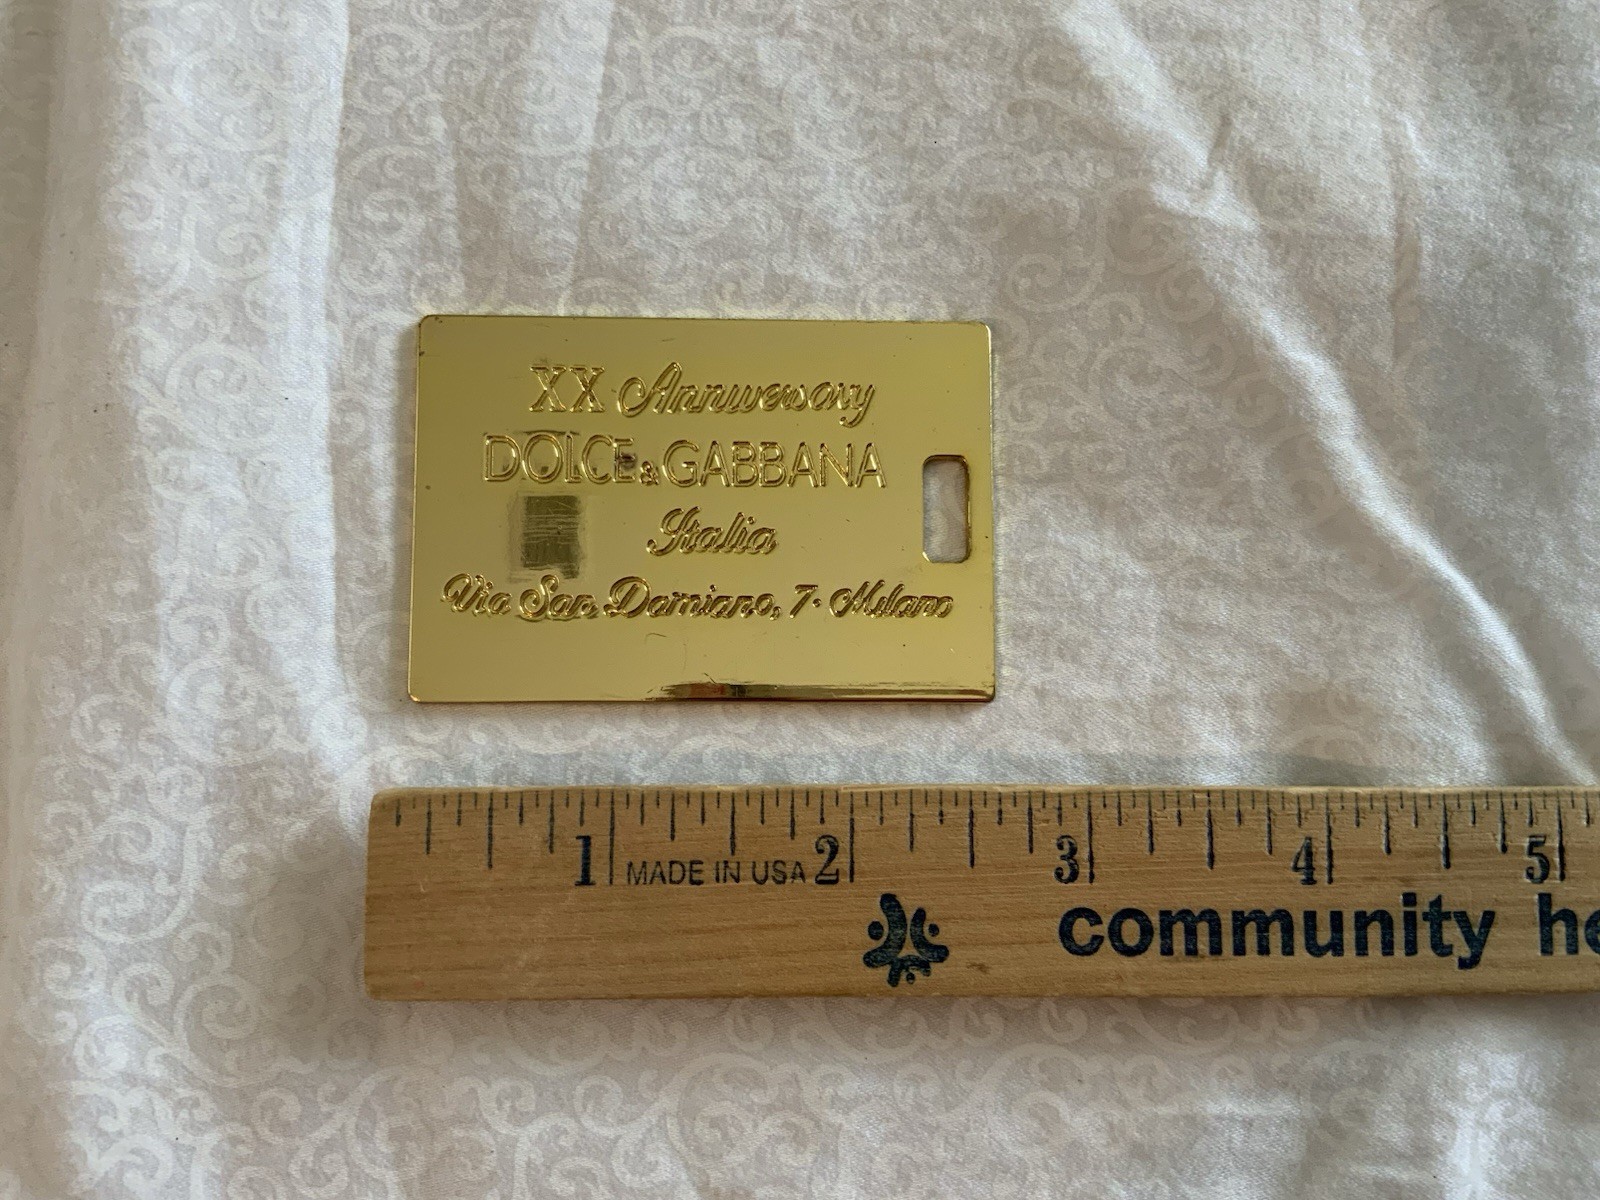 XX Anniversary
DOLCE & GABBANA
Italia
Via San Damiano, 7· Milano
1 MADE IN USA 2 3 4 5
community